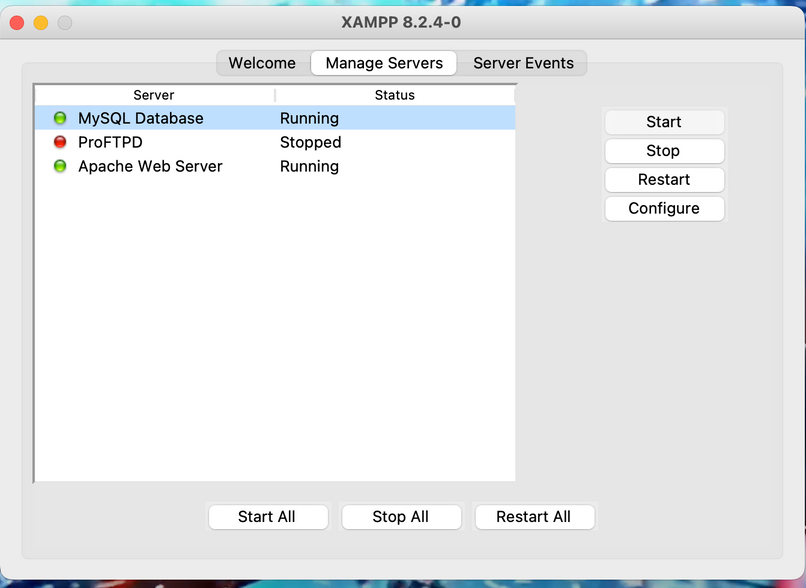 XAMPP 8.2.4-0
Welcome Manage Servers Server Events
Server Status
MySQL Database Running
ProFTPD Stopped
Apache Web Server Running
Start
Stop
Restart
Configure
Start All Stop All Restart All